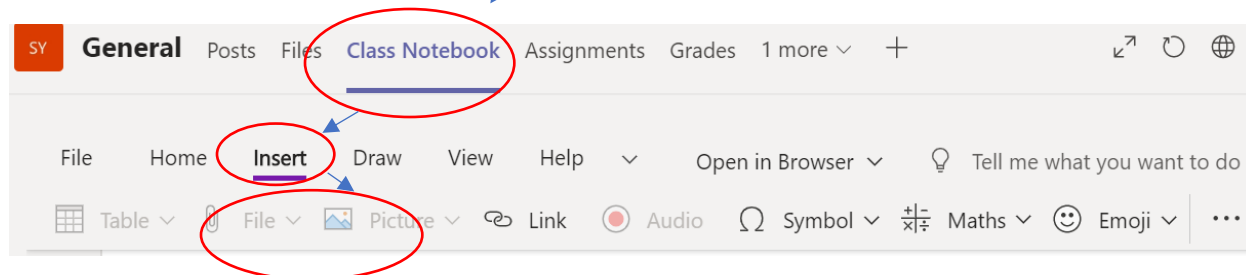 SY General Posts Files Class Notebook Assignments Grades 1 more
File Home Insert Draw View Help Open in Browser Tell me what you want to do
Table File Picture Link Audio Symbol Maths Emoji